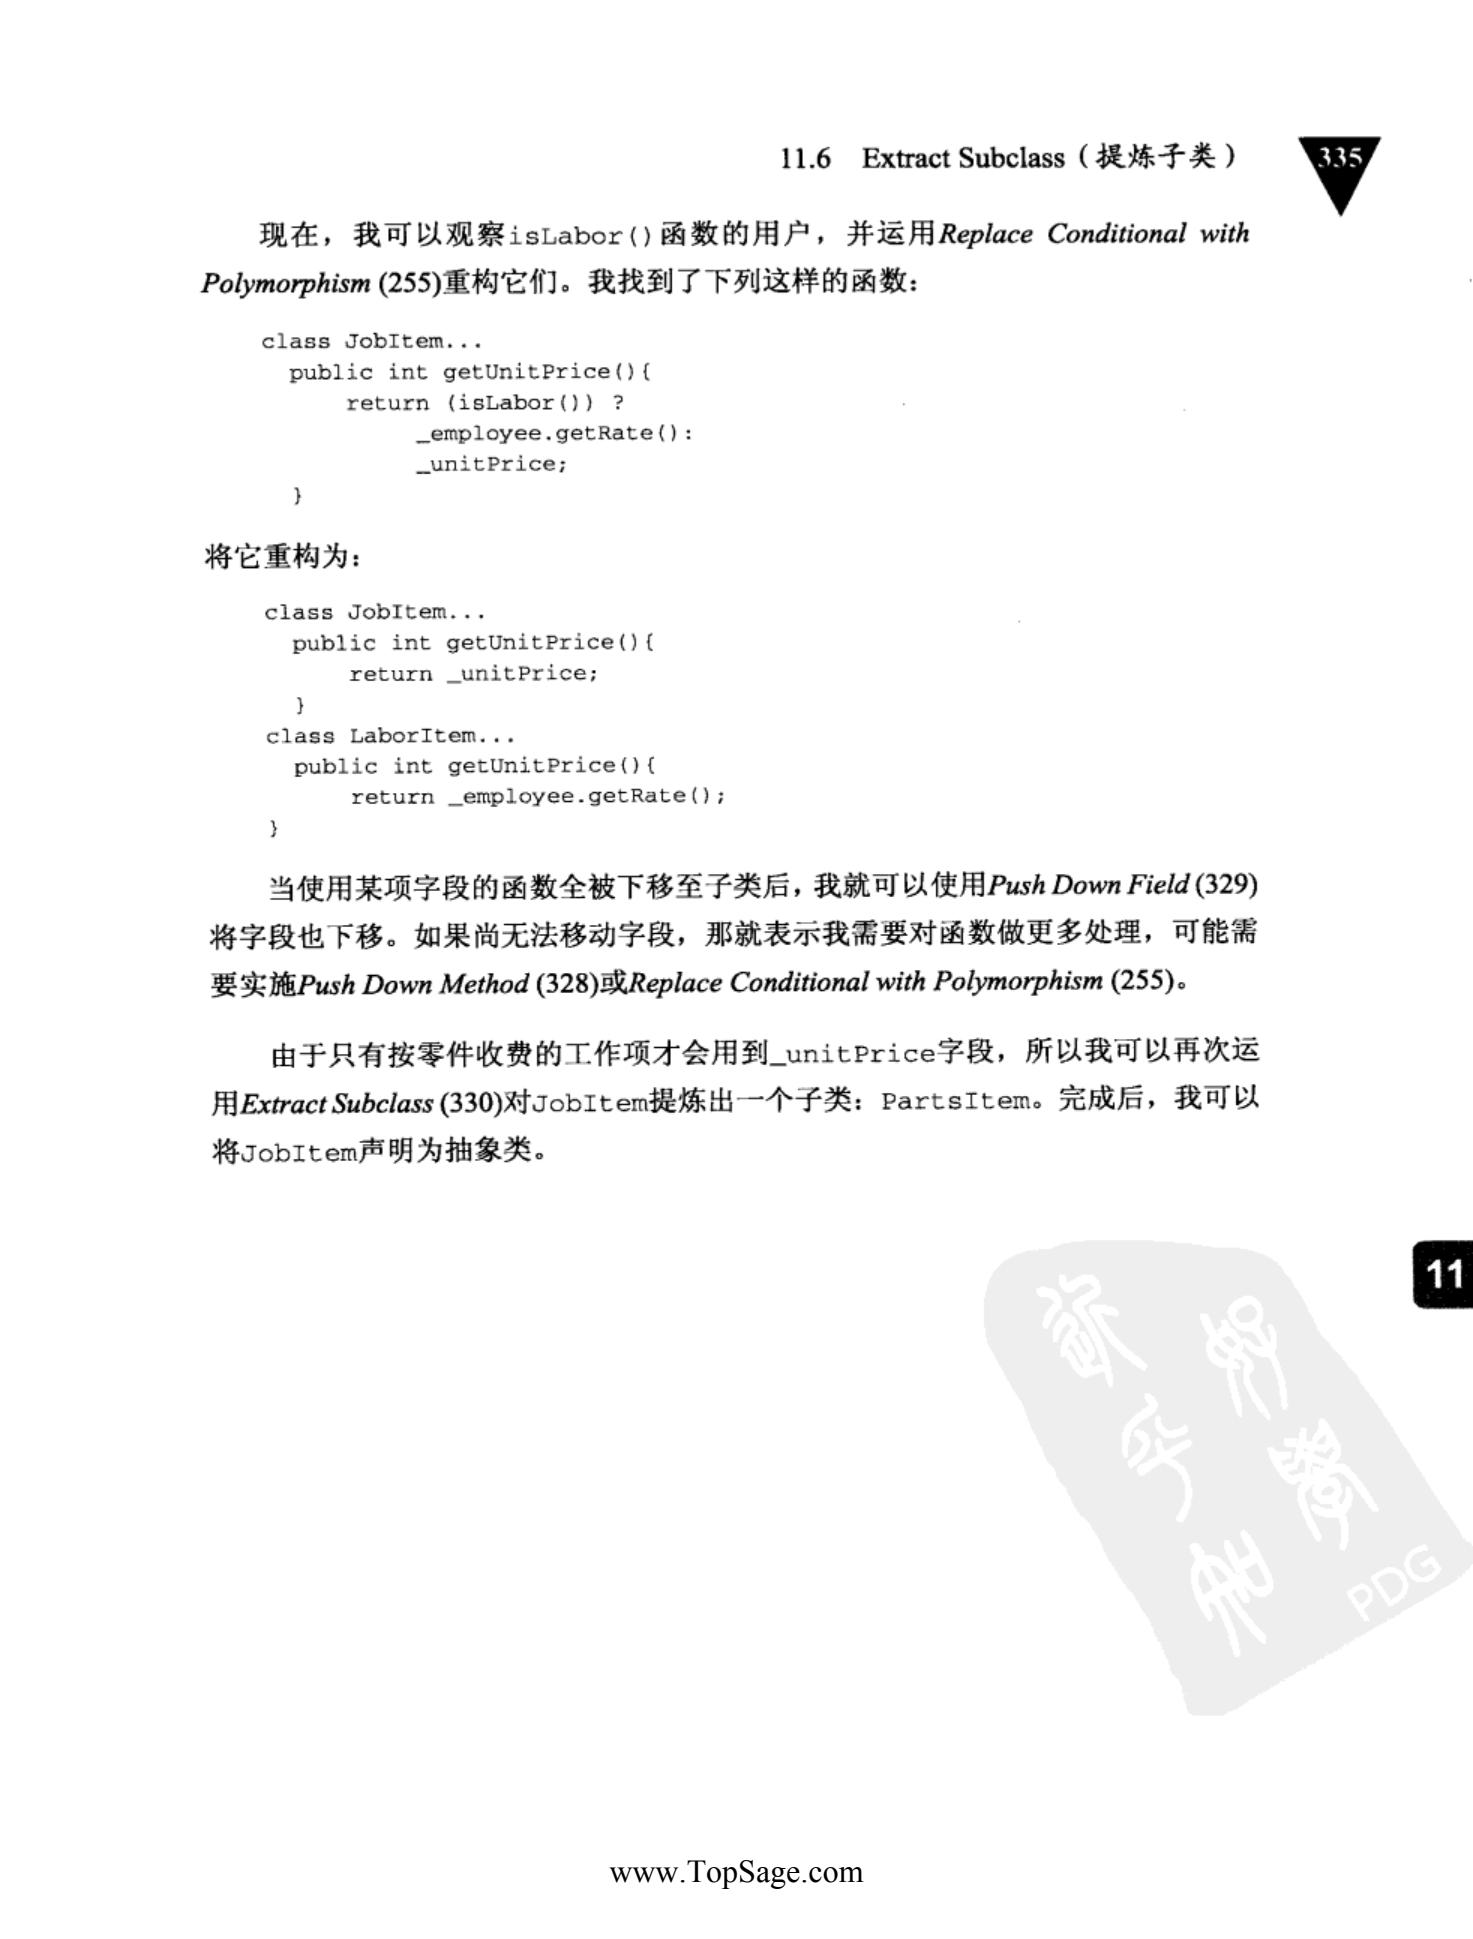 11.6 Extract Subclass（提炼子类） 335
现在，我可以观察isLabor()函数的用户，并运用Replace Conditional with
Polymorphism (255)重构它们。我找到了下列这样的函数：
class JobItem...
  public int getUnitPrice(){
      return (isLabor()) ?
           _employee.getRate():
           _unitPrice;
  }
将它重构为：
class JobItem...
  public int getUnitPrice(){
      return _unitPrice;
  }
class LaborItem...
  public int getUnitPrice(){
      return _employee.getRate();
}
当使用某项字段的函数全被下移至子类后，我就可以使用Push Down Field (329)
将字段也下移。如果尚无法移动字段，那就表示我需要对函数做更多处理，可能需
要实施Push Down Method (328)或Replace Conditional with Polymorphism (255)。
由于只有按零件收费的工作项才会用到_unitPrice字段，所以我可以再次运
用Extract Subclass (330)对JobItem提炼出一个子类：PartsItem。完成后，我可以
将JobItem声明为抽象类。
11
PDG
www.TopSage.com